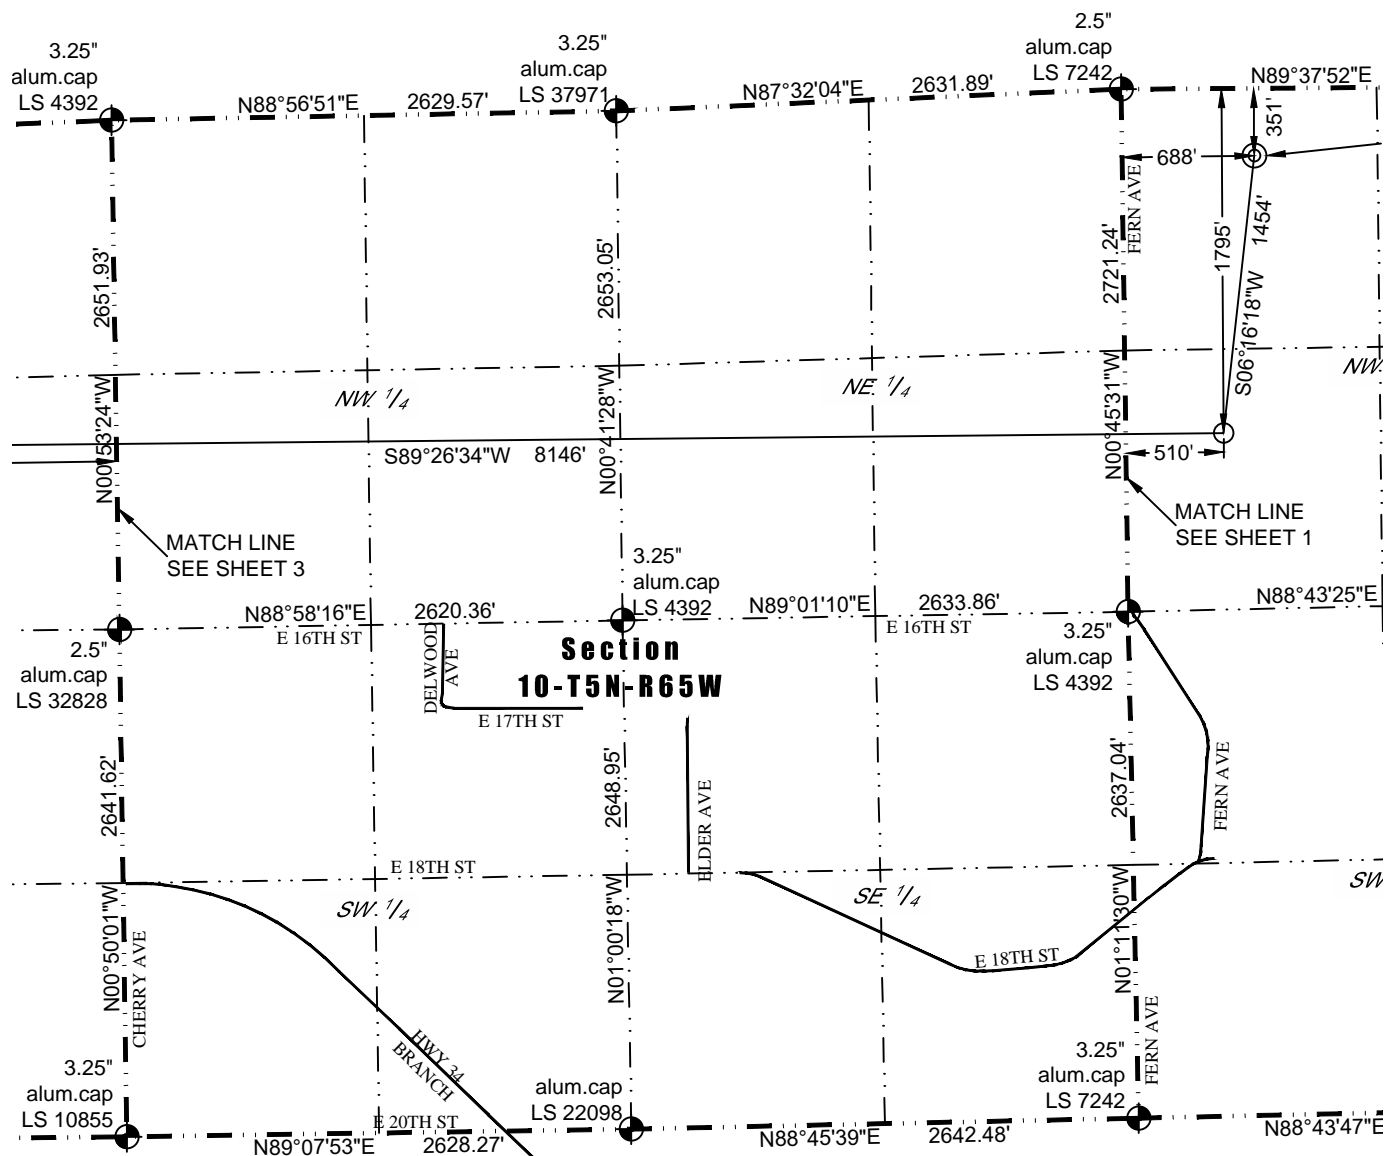 3.25"
alum.cap
LS 4392
3.25"
alum.cap
LS 37971
2.5"
alum.cap
LS 7242
N88°56'51"E
2629.57'
N87°32'04"E
2631.89'
N89°37'52"E
351'
688'
FERN AVE
1795'
1454'
S06°16'18"W
2651.93'
2653.05'
2721.24'
N00°53'24"W
N00°41'28"W
N00°45'31"W
NW 1/4
NE 1/4
NW
S89°26'34"W 8146'
510'
MATCH LINE
SEE SHEET 3
MATCH LINE
SEE SHEET 1
3.25"
alum.cap
LS 4392
N88°58'16"E
2620.36'
N89°01'10"E
2633.86'
N88°43'25"E
E 16TH ST
E 16TH ST
2.5"
alum.cap
LS 32828
DELWOOD
AVE
Section
10-T5N-R65W
3.25"
alum.cap
LS 4392
E 17TH ST
2641.62'
2648.95'
ELDER AVE
2637.04'
FERN AVE
E 18TH ST
SW 1/4
SE 1/4
SW
N00°50'01"W
CHERRY AVE
N01°00'18"W
N01°11'30"W
E 18TH ST
FERN AVE
HWY 34
BRANCH
3.25"
alum.cap
LS 10855
alum.cap
LS 22098
3.25"
alum.cap
LS 7242
E 20TH ST
N89°07'53"E
2628.27'
N88°45'39"E
2642.48'
N88°43'47"E